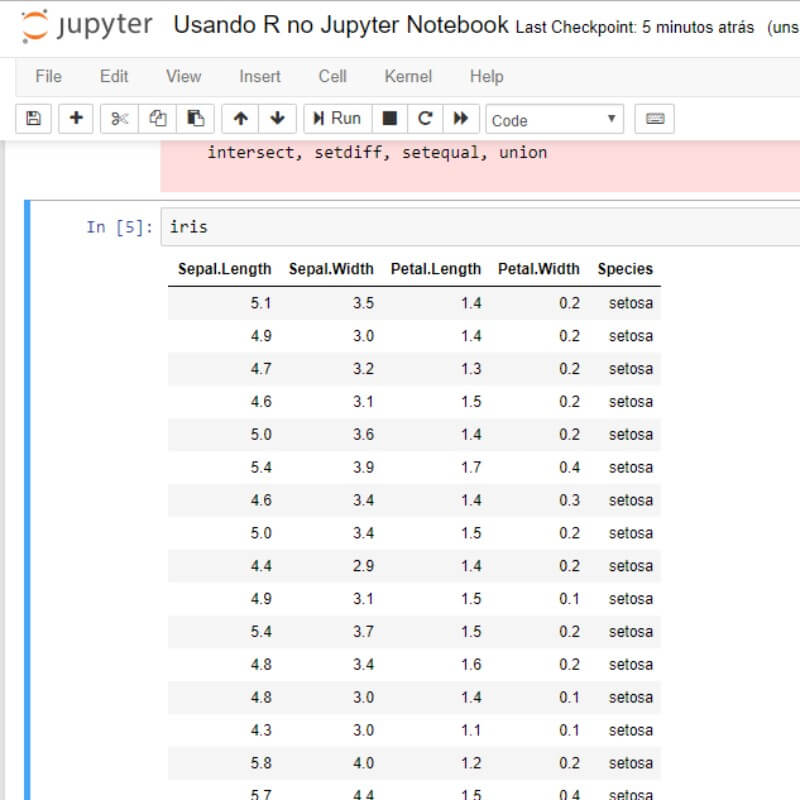 jupyter Usando R no Jupyter Notebook Last Checkpoint: 5 minutos atrás (uns
File Edit View Insert Cell Kernel Help
Run Code
intersect, setdiff, setequal, union
In [5]: iris
Sepal.Length Sepal.Width Petal.Length Petal.Width Species
5.1 3.5 1.4 0.2 setosa
4.9 3.0 1.4 0.2 setosa
4.7 3.2 1.3 0.2 setosa
4.6 3.1 1.5 0.2 setosa
5.0 3.6 1.4 0.2 setosa
5.4 3.9 1.7 0.4 setosa
4.6 3.4 1.4 0.3 setosa
5.0 3.4 1.5 0.2 setosa
4.4 2.9 1.4 0.2 setosa
4.9 3.1 1.5 0.1 setosa
5.4 3.7 1.5 0.2 setosa
4.8 3.4 1.6 0.2 setosa
4.8 3.0 1.4 0.1 setosa
4.3 3.0 1.1 0.1 setosa
5.8 4.0 1.2 0.2 setosa
5.7 4.4 1.5 0.4 setosa